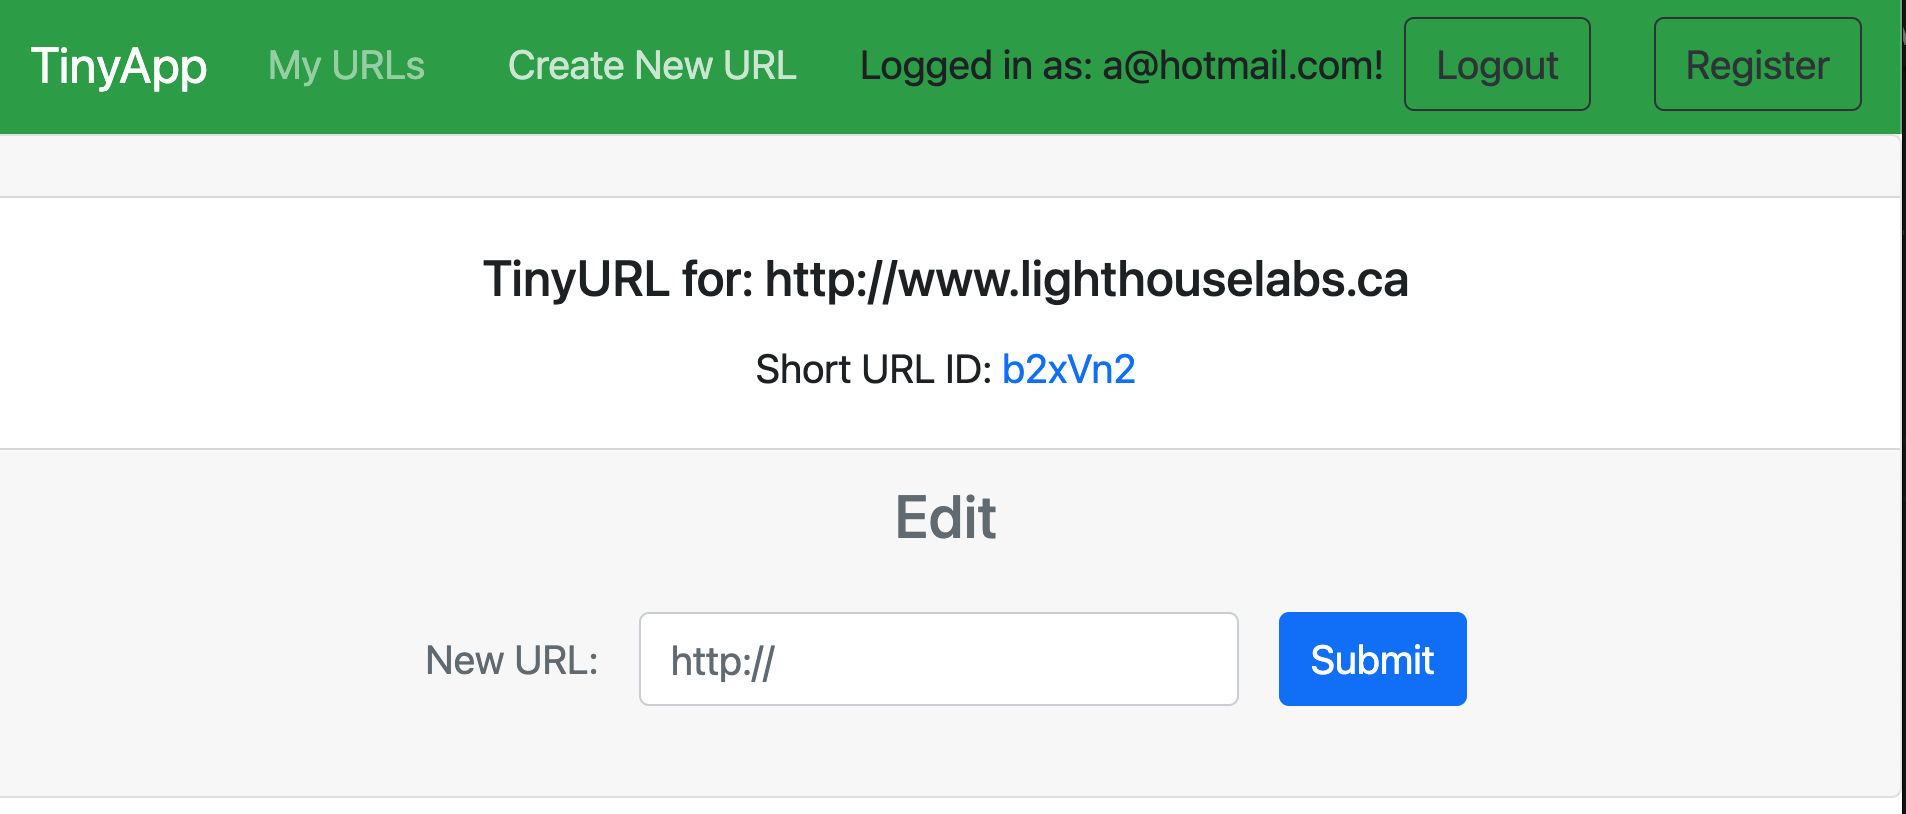 TinyApp My URLs Create New URL Logged in as: a@hotmail.com! Logout Register
TinyURL for: http://www.lighthouselabs.ca
Short URL ID: b2xVn2
Edit
New URL: http:// Submit